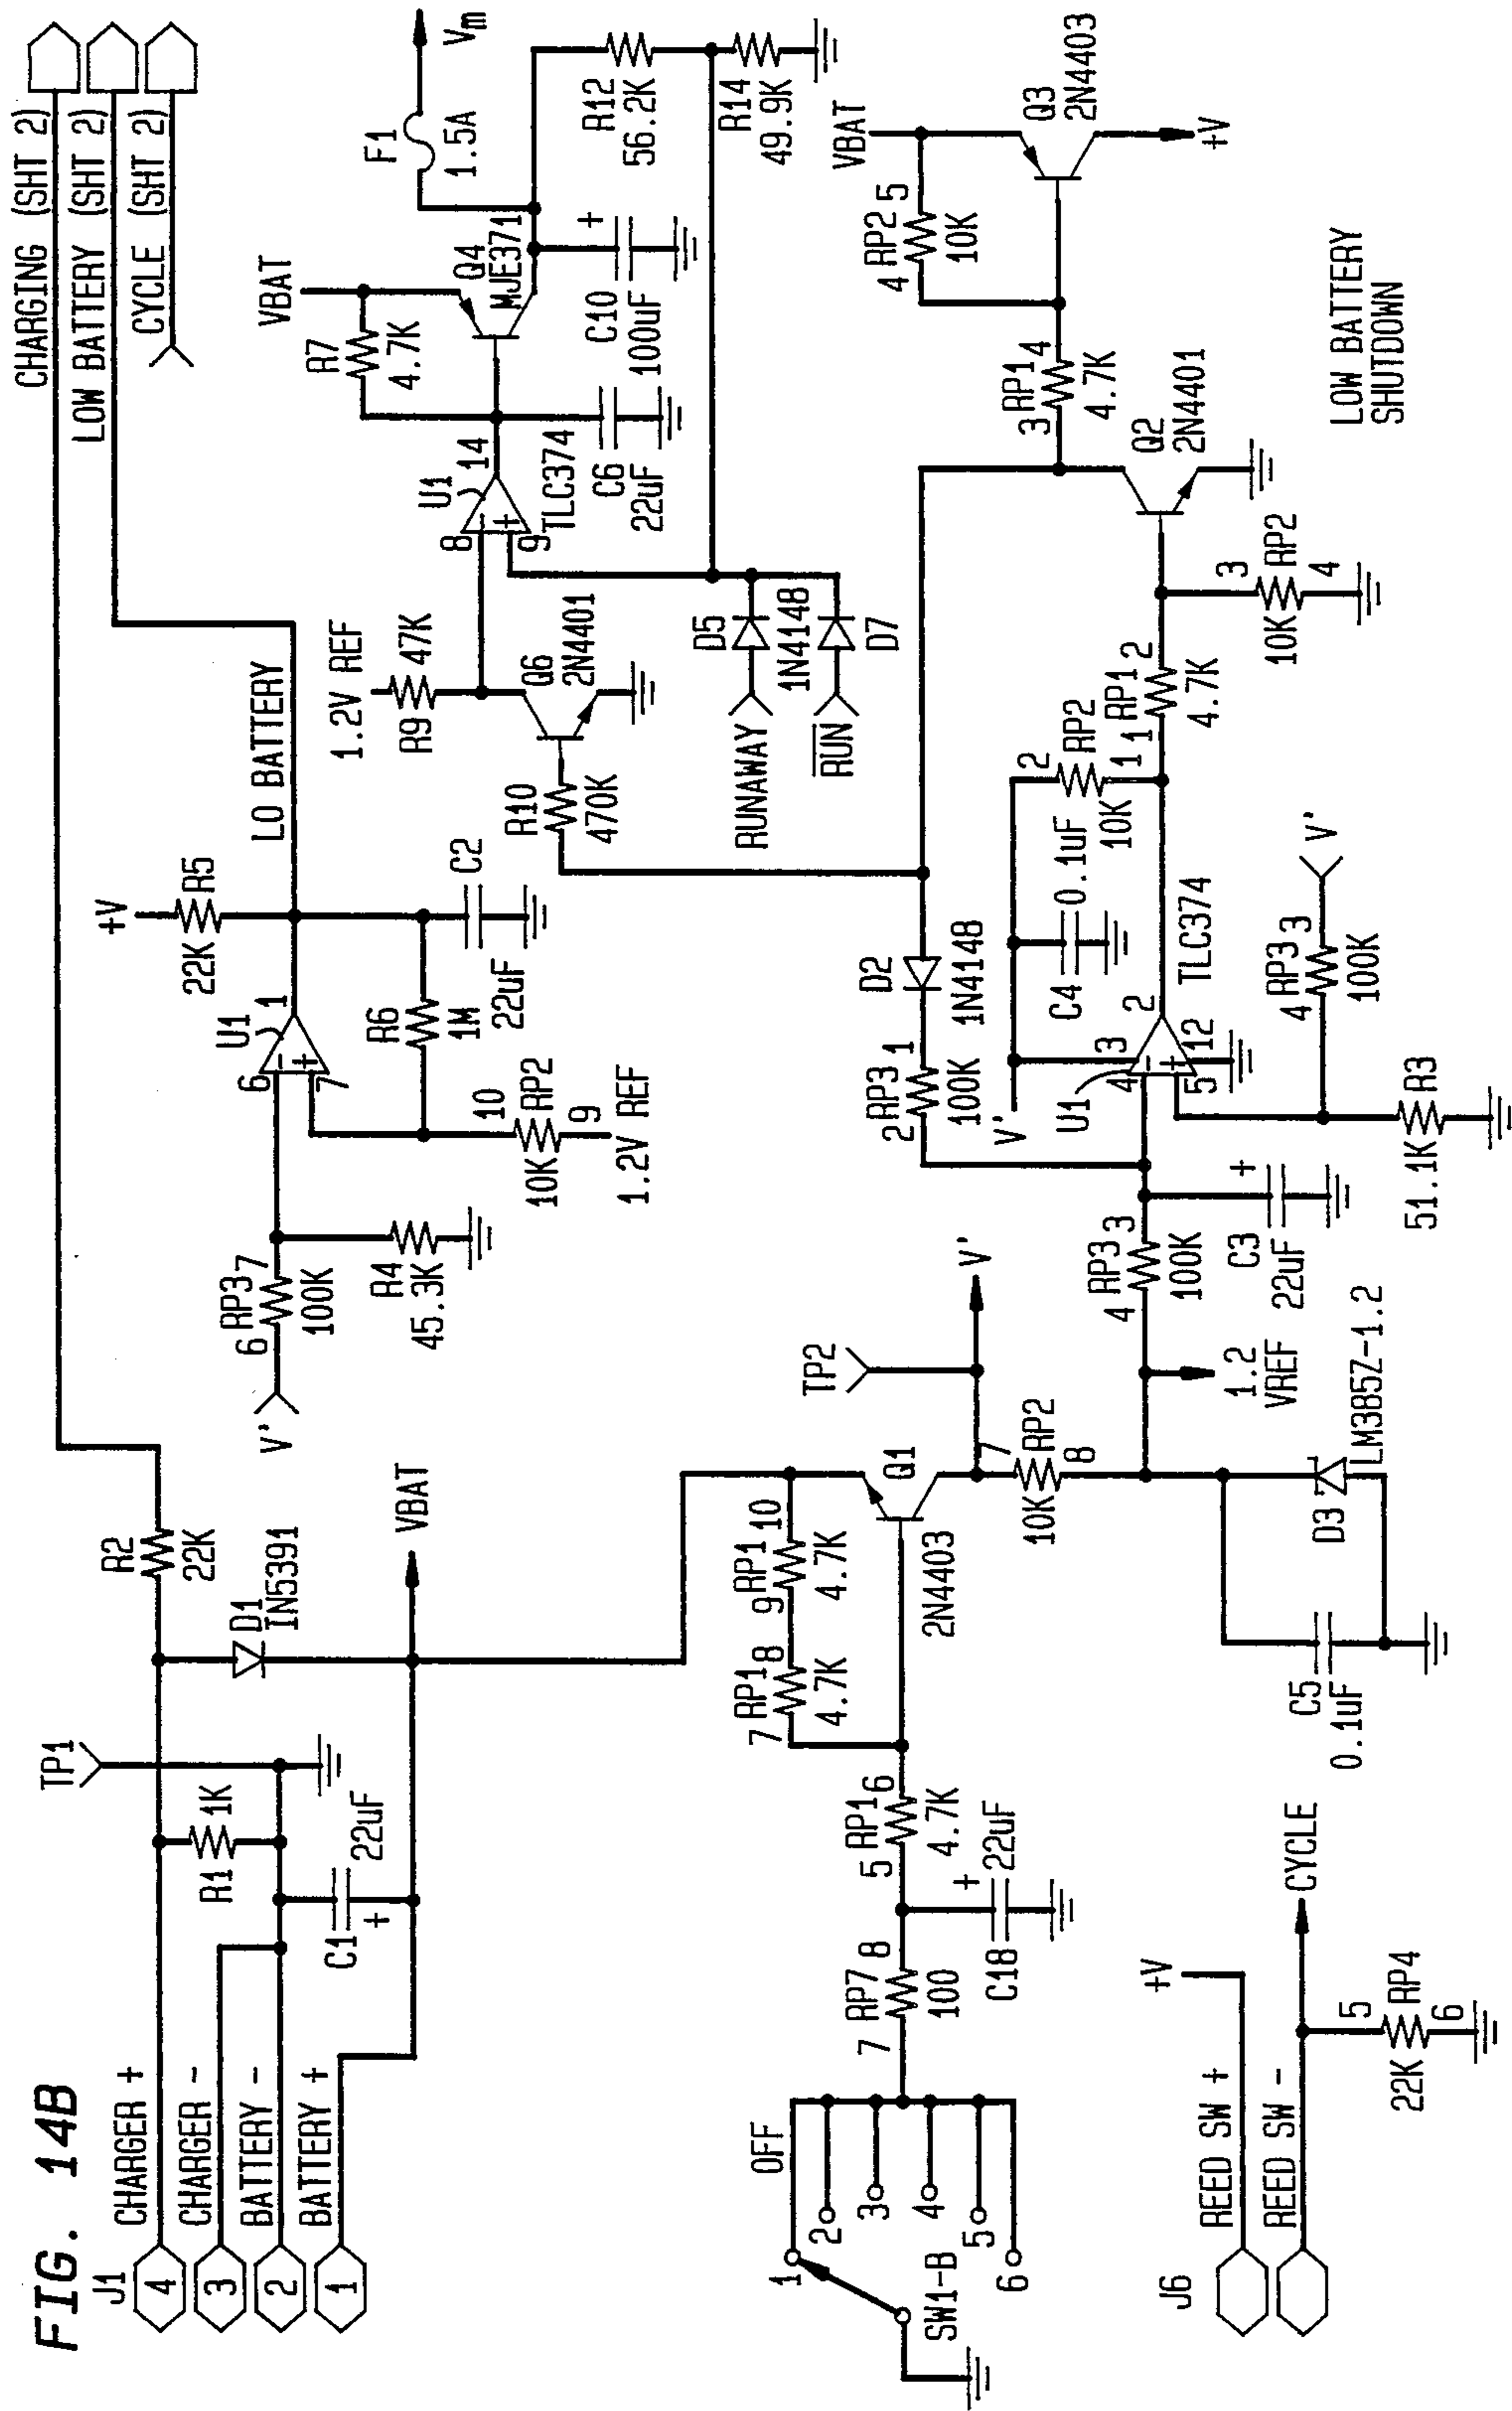 FIG. 14B
J1
4
CHARGER +
3
CHARGER -
2
BATTERY -
1
BATTERY +
TP1
R1
1K
C1
22uF
+
D1
IN5391
R2
22K
VBAT
CHARGING (SHT 2)
LOW BATTERY (SHT 2)
CYCLE (SHT 2)
V'
6
RP3
7
100K
R4
45.3K
6
7
U1
1
-
+
10
RP2
10K
9
1.2V REF
R6
1M
C2
22uF
+V
R5
22K
LO BATTERY
1.2V REF
R9
47K
Q6
2N4401
R10
470K
8
9
U1
14
-
+
TLC374
C6
22uF
R7
4.7K
VBAT
Q4
MJE371
C10
100uF
+
F1
1.5A
Vm
R12
56.2K
R14
49.9K
RUNAWAY
D5
1N4148
RUN
D7
OFF
1
2
3
4
5
6
SW1-B
7
RP7
8
100
C18
22uF
+
5
RP1
6
4.7K
7
RP1
8
4.7K
9
RP1
10
4.7K
Q1
2N4403
TP2
V'
7
RP2
8
10K
1.2
VREF
D3
LM385Z-1.2
C5
0.1uF
4
RP3
3
100K
C3
22uF
+
2
RP3
1
100K
D2
1N4148
V'
U1
4
3
5
12
2
-
+
TLC374
C4
0.1uF
2
RP2
1
10K
1
RP1
2
4.7K
3
RP2
4
10K
Q2
2N4401
3
RP1
4
4.7K
4
RP2
5
10K
VBAT
Q3
2N4403
+V
R3
51.1K
4
RP3
3
100K
V'
LOW BATTERY
SHUTDOWN
J6
REED SW +
+V
REED SW -
CYCLE
5
RP4
6
22K